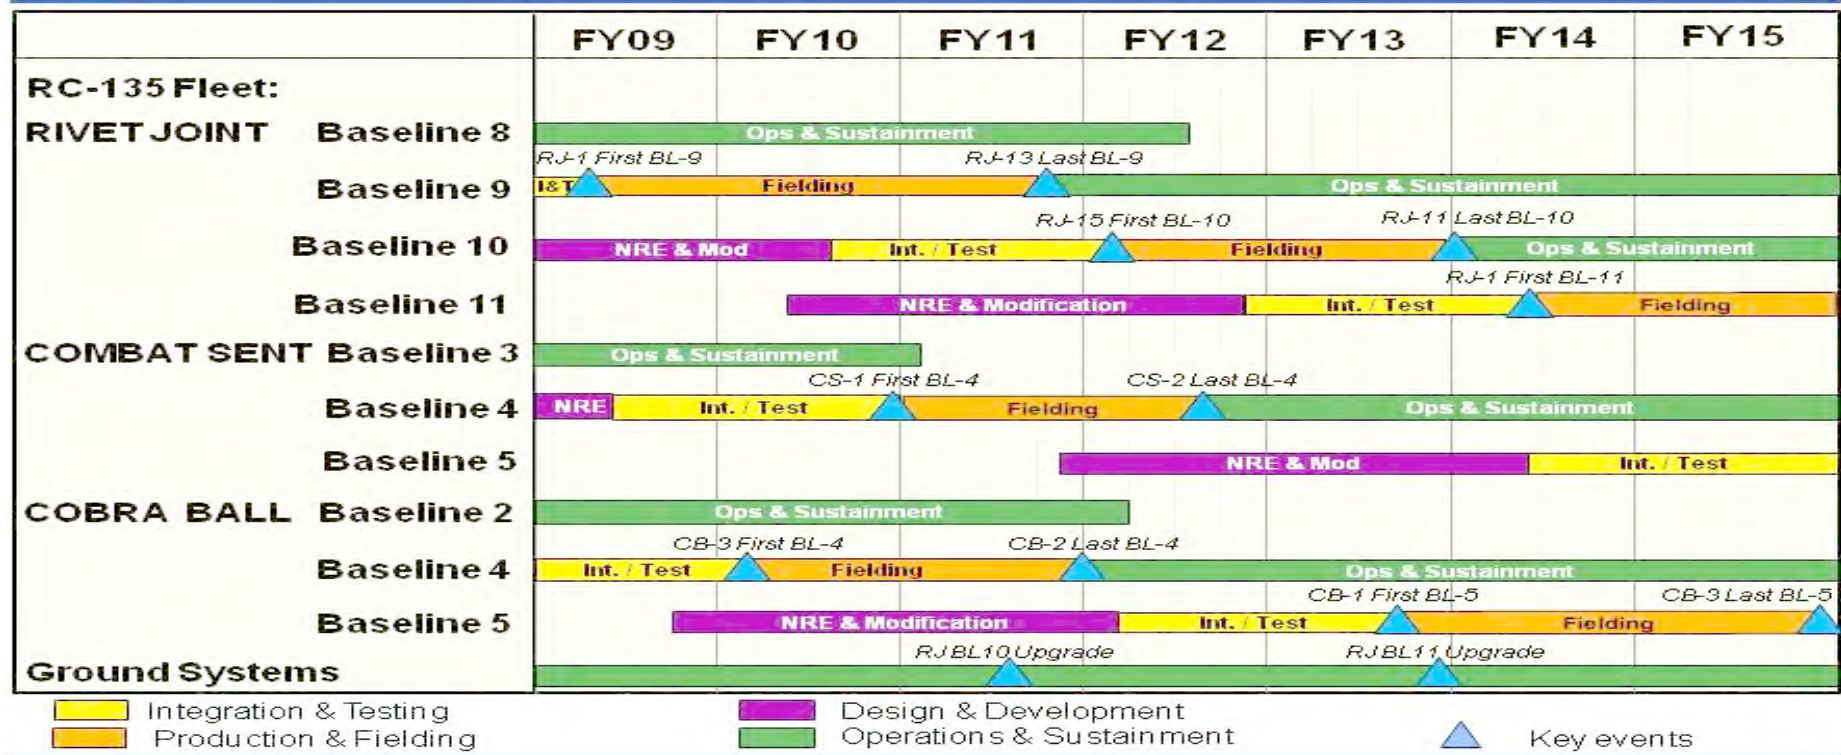 FY09 FY10 FY11 FY12 FY13 FY14 FY15
RC-135 Fleet:
RIVET JOINT Baseline 8 Ops & Sustainment
RJ-1 First BL-9 RJ-13 Last BL-9
Baseline 9 I&T Fielding Ops & Sustainment
RJ-15 First BL-10 RJ-11 Last BL-10
Baseline 10 NRE & Mod Int. / Test Fielding Ops & Sustainment
RJ-1 First BL-11
Baseline 11 NRE & Modification Int. / Test Fielding
COMBAT SENT Baseline 3 Ops & Sustainment
CS-1 First BL-4 CS-2 Last BL-4
Baseline 4 NRE Int. / Test Fielding Ops & Sustainment
Baseline 5 NRE & Mod Int. / Test
COBRA BALL Baseline 2 Ops & Sustainment
CB-3 First BL-4 CB-2 Last BL-4
Baseline 4 Int. / Test Fielding Ops & Sustainment
CB-1 First BL-5 CB-3 Last BL-5
Baseline 5 NRE & Modification Int. / Test Fielding
RJ BL10 Upgrade RJ BL11 Upgrade
Ground Systems
Integration & Testing Design & Development
Production & Fielding Operations & Sustainment Key events